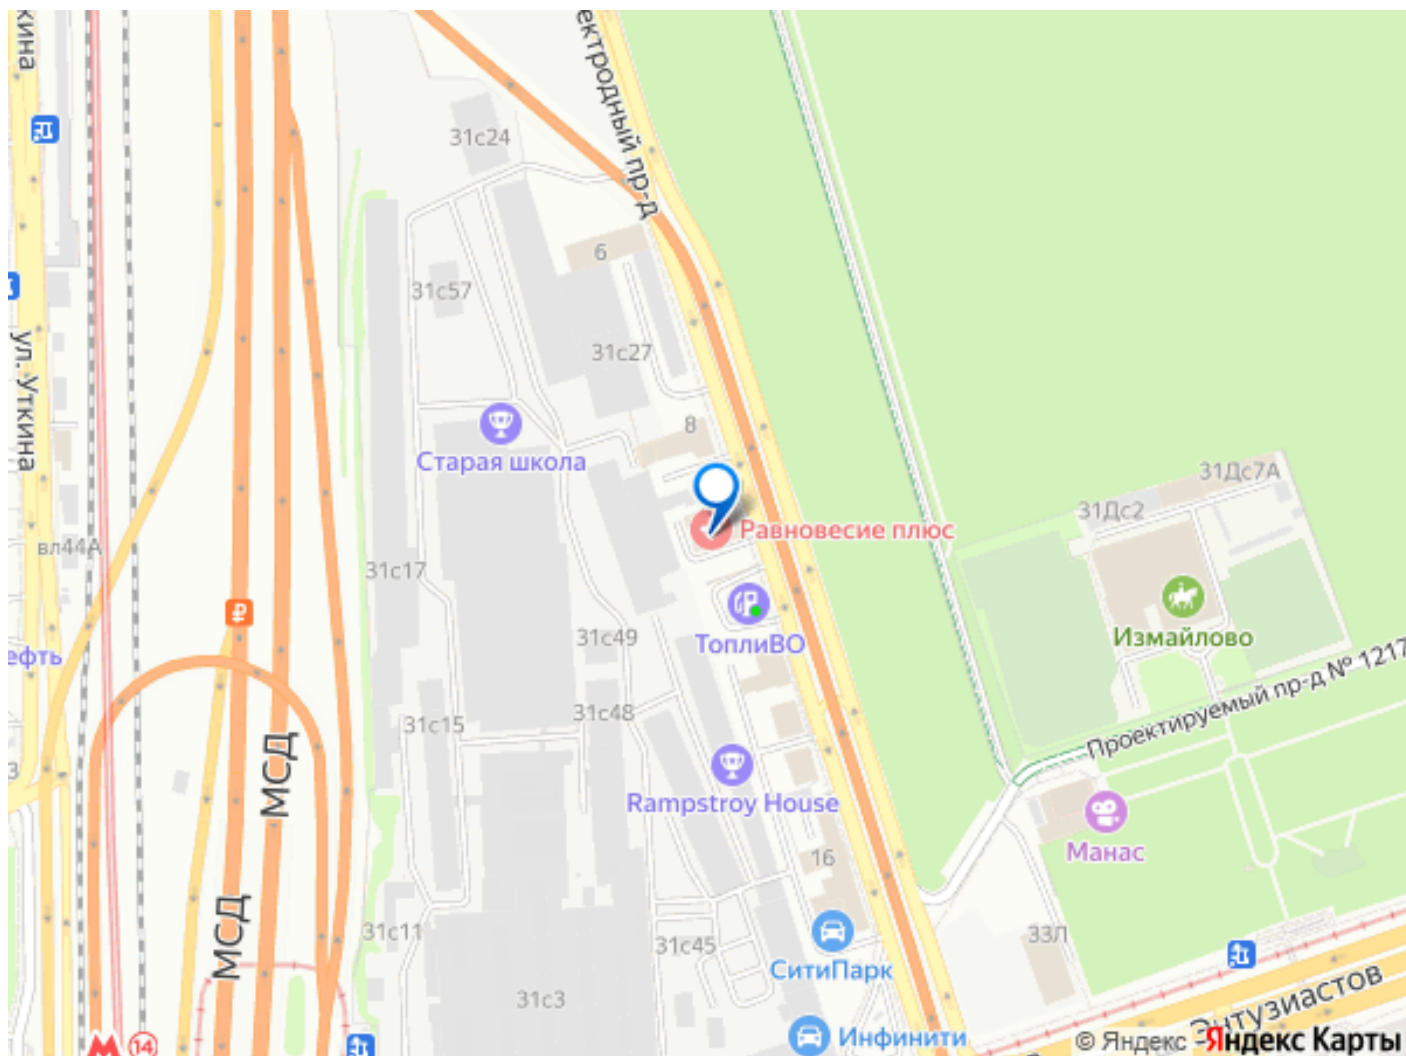 кина
ектродный пр-д
31с24
6
31с57
31с27
ул. Уткина
8
Старая школа
31Дс7А
31Дс2
Равновесие плюс
вл44А
31с17
₽
ТоплиВО
Измайлово
31с49
ефть
Проектируемый пр-д № 1217
31с15
31с48
МСД
3
Rampstroy House
16
Манас
МСД
31с11
31с45
33Л
СитиПарк
31с3
Энтузиастов
М 14
Инфинити
© Яндекс Яндекс Карты